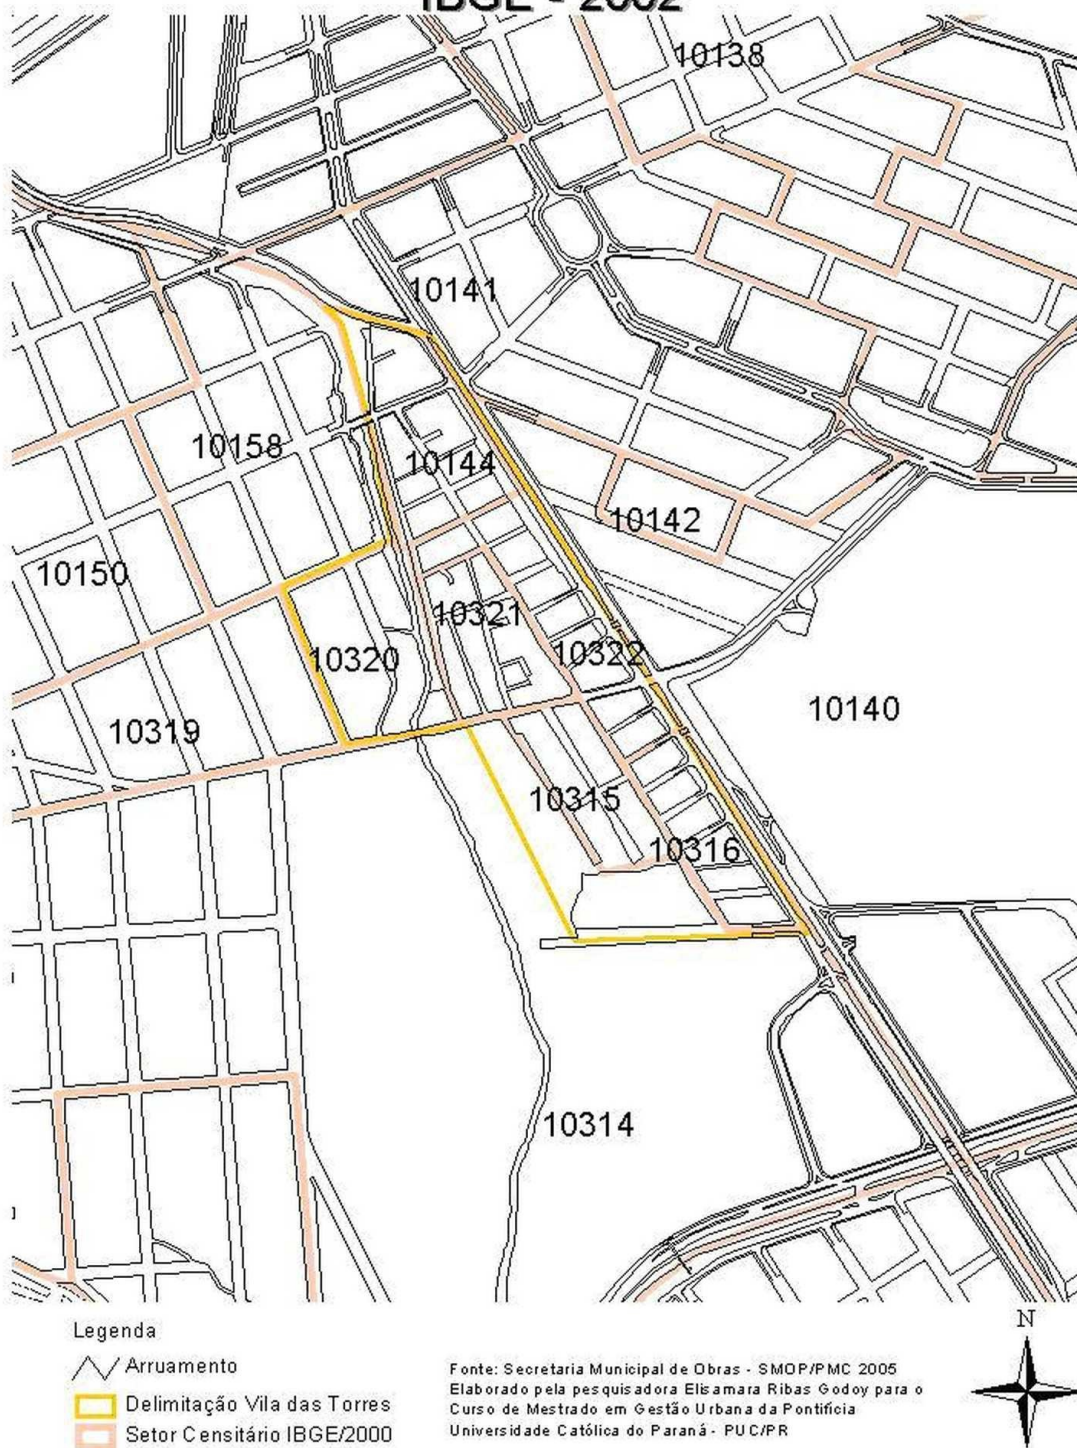 IBGE - 2002
10138
10141
10158
10144
10142
10150
10321
10320
10322
10140
10319
10315
10316
10314
Legenda
Arruamento
Delimitação Vila das Torres
Setor Censitário IBGE/2000
Fonte: Secretaria Municipal de Obras - SMOP/PMC 2005
Elaborado pela pesquisadora Elisamara Ribas Godoy para o
Curso de Mestrado em Gestão Urbana da Pontifícia
Universidade Católica do Paraná - PUC/PR
N